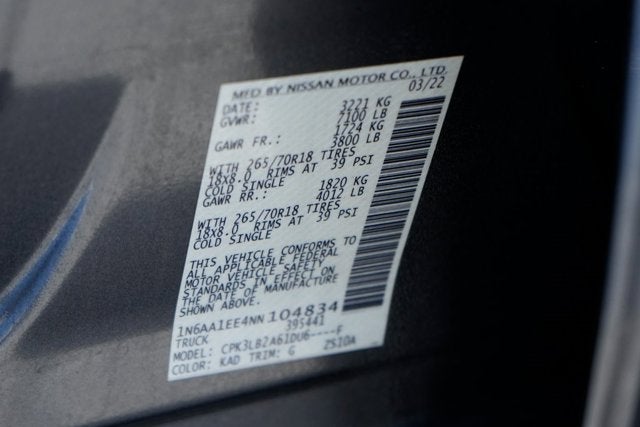 MFD BY NISSAN MOTOR CO., LTD.
DATE: 03/22
GVWR: 3221 KG
7100 LB
GAWR FR.: 1724 KG
3800 LB
WITH 265/70R18 TIRES
18X8.0 RIMS AT 39 PSI
COLD SINGLE
GAWR RR.: 1820 KG
4012 LB
WITH 265/70R18 TIRES
18X8.0 RIMS AT 39 PSI
COLD SINGLE
THIS VEHICLE CONFORMS TO
ALL APPLICABLE FEDERAL
MOTOR VEHICLE SAFETY
STANDARDS IN EFFECT ON
THE DATE OF MANUFACTURE
SHOWN ABOVE.
1N6AA1EE4NN104834
TRUCK 395441
MODEL: CPK3LB2A61DU6----F
COLOR: KAD TRIM: G ZS10A